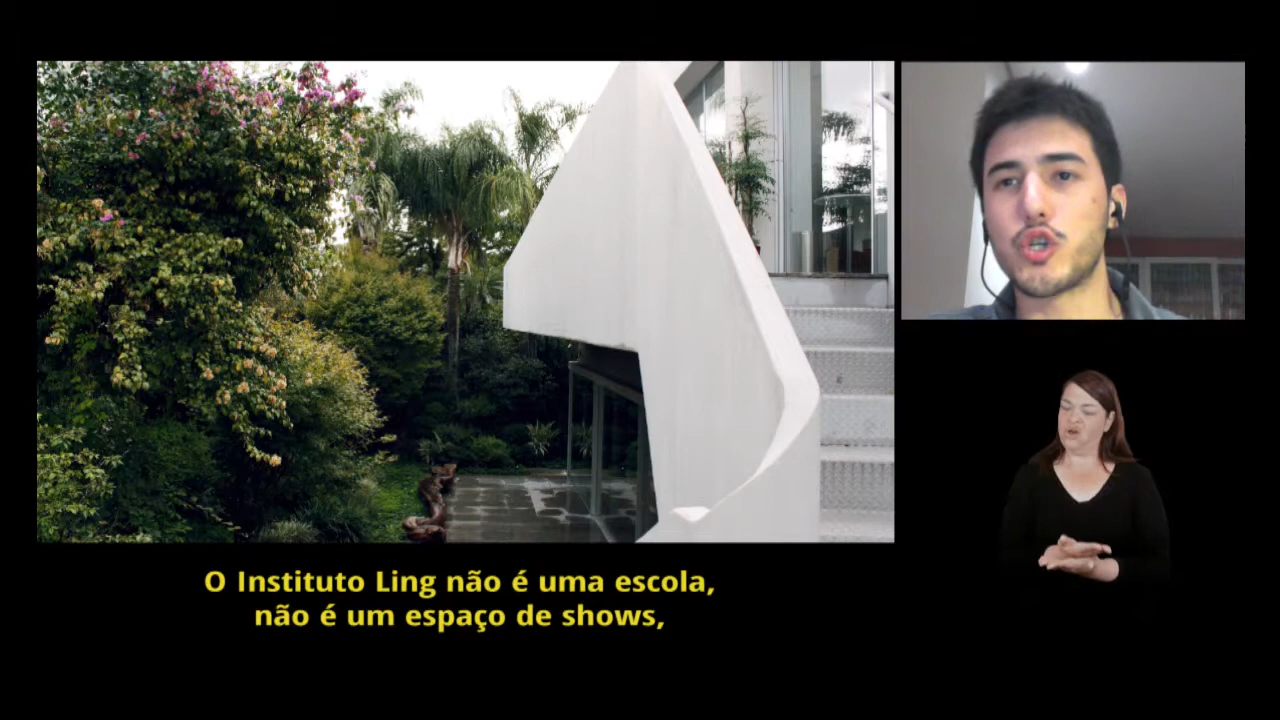 O Instituto Ling não é uma escola,
não é um espaço de shows,